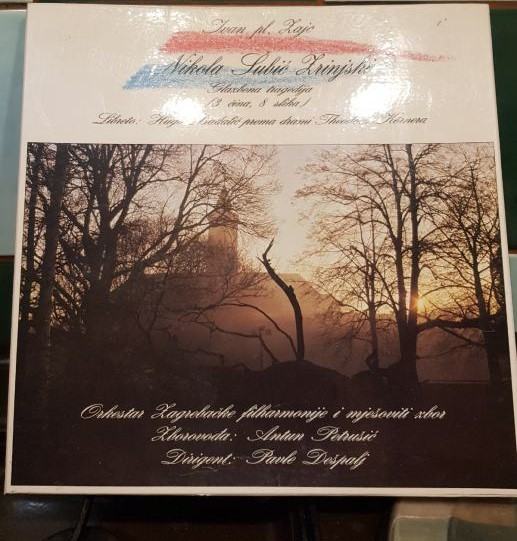 Ivan pl. Zajc
Nikola Šubić Zrinjski
Glazbena tragedija
(3 čina, 8 slika)
Libreto: Hugo Badalić prema drami Theodora Körnera
Orkestar Zagrebačke filharmonije i mješoviti zbor
Zborovođa: Antun Petrušić
Dirigent: Pavle Dešpalj